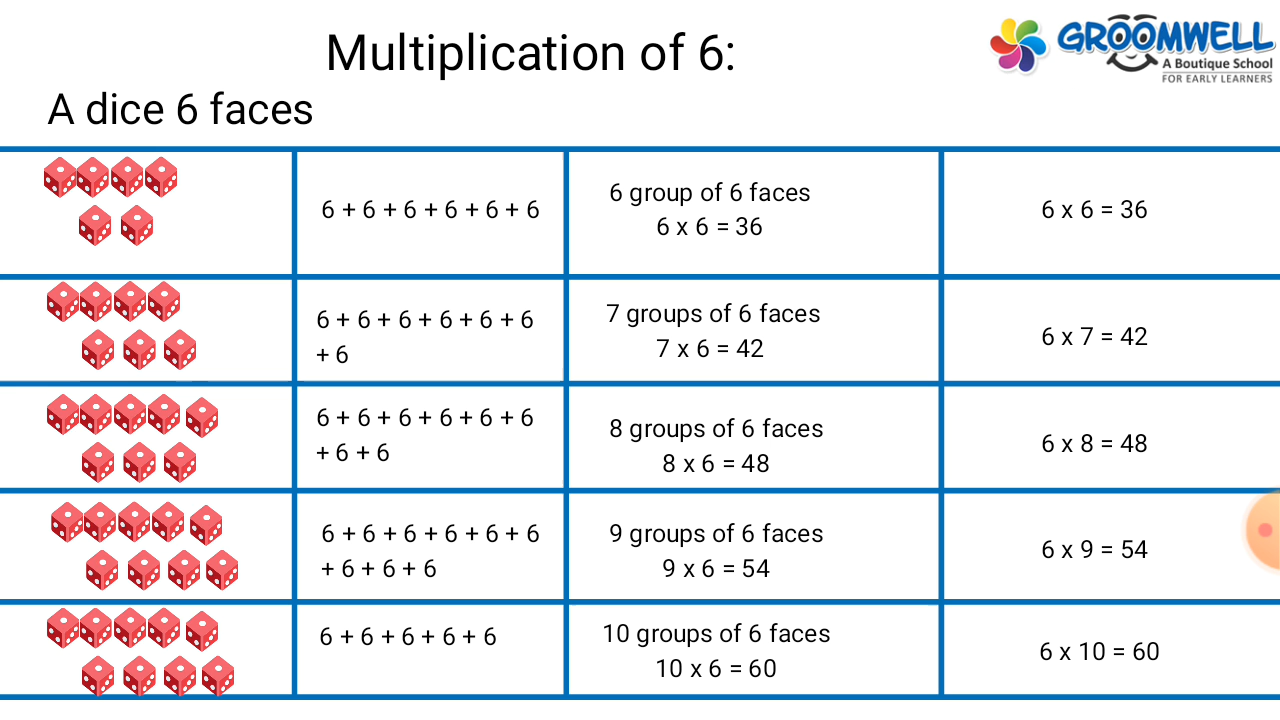 Multiplication of 6:
GROOMWELL
A Boutique School
FOR EARLY LEARNERS
A dice 6 faces
6 + 6 + 6 + 6 + 6 + 6
6 group of 6 faces
6 x 6 = 36
6 x 6 = 36
6 + 6 + 6 + 6 + 6 + 6
+ 6
7 groups of 6 faces
7 x 6 = 42
6 x 7 = 42
6 + 6 + 6 + 6 + 6 + 6
+ 6 + 6
8 groups of 6 faces
8 x 6 = 48
6 x 8 = 48
6 + 6 + 6 + 6 + 6 + 6
+ 6 + 6 + 6
9 groups of 6 faces
9 x 6 = 54
6 x 9 = 54
6 + 6 + 6 + 6 + 6
10 groups of 6 faces
10 x 6 = 60
6 x 10 = 60